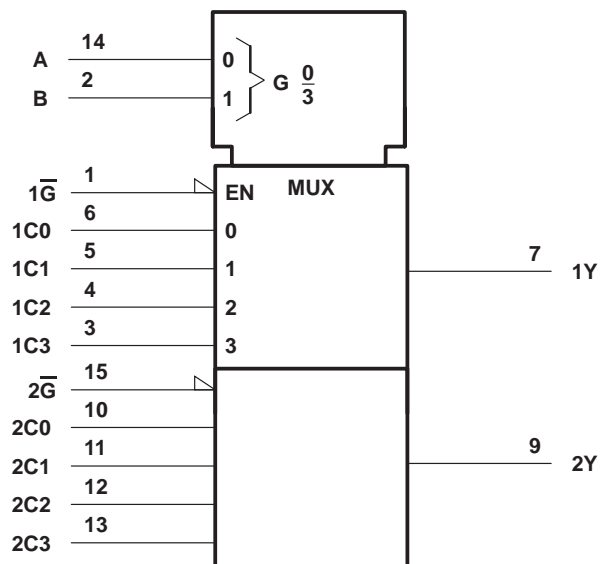 A 14 0
B 2 1
G 0/3
1G̅ 1 EN MUX
1C0 6 0
1C1 5 1
1C2 4 2
1C3 3 3
7 1Y
2G̅ 15
2C0 10
2C1 11
2C2 12
2C3 13
9 2Y